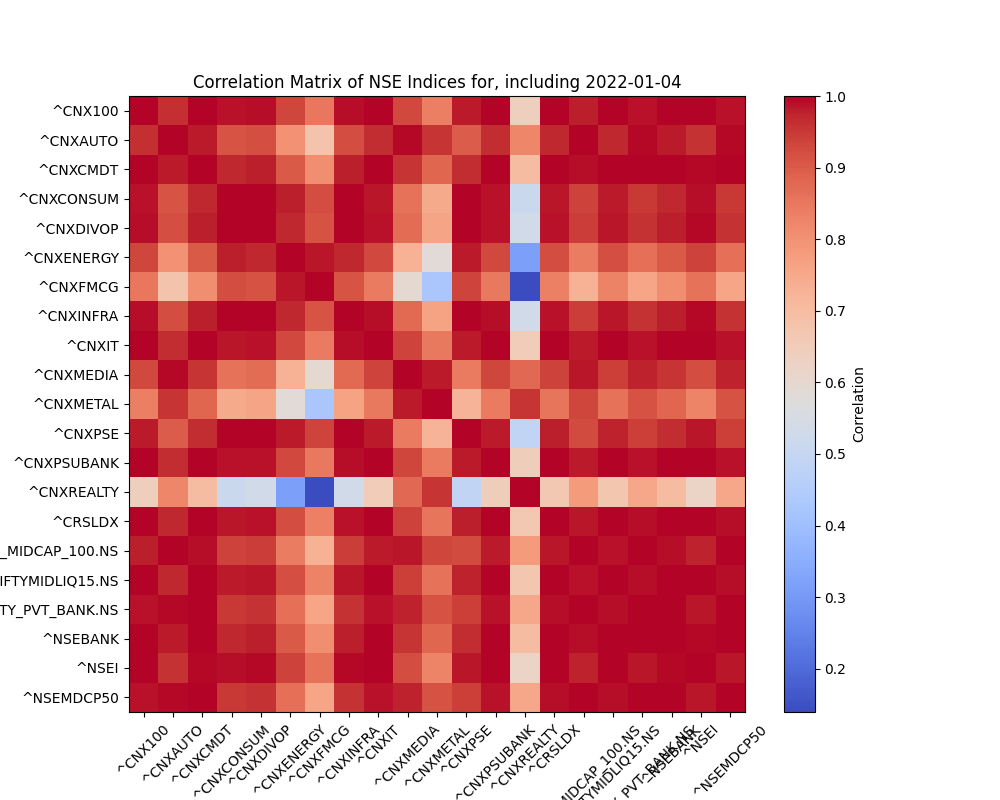 Correlation Matrix of NSE Indices for, including 2022-01-04
^CNX100
^CNXAUTO
^CNXCMDT
^CNXCONSUM
^CNXDIVOP
^CNXENERGY
^CNXFMCG
^CNXINFRA
^CNXIT
^CNXMEDIA
^CNXMETAL
^CNXPSE
^CNXPSUBANK
^CNXREALTY
^CRSLDX
_MIDCAP_100.NS
IFTYMIDLIQ15.NS
TY_PVT_BANK.NS
^NSEBANK
^NSEI
^NSEMDCP50
^CNX100
^CNXAUTO
^CNXCMDT
^CNXCONSUM
^CNXDIVOP
^CNXENERGY
^CNXFMCG
^CNXINFRA
^CNXIT
^CNXMEDIA
^CNXMETAL
^CNXPSE
^CNXPSUBANK
^CNXREALTY
^CRSLDX
MIDCAP_100.NS
TYMIDLIQ15.NS
PVT_BANK.NS
^NSEBANK
^NSEI
^NSEMDCP50
1.0
0.9
0.8
0.7
0.6
0.5
0.4
0.3
0.2
Correlation